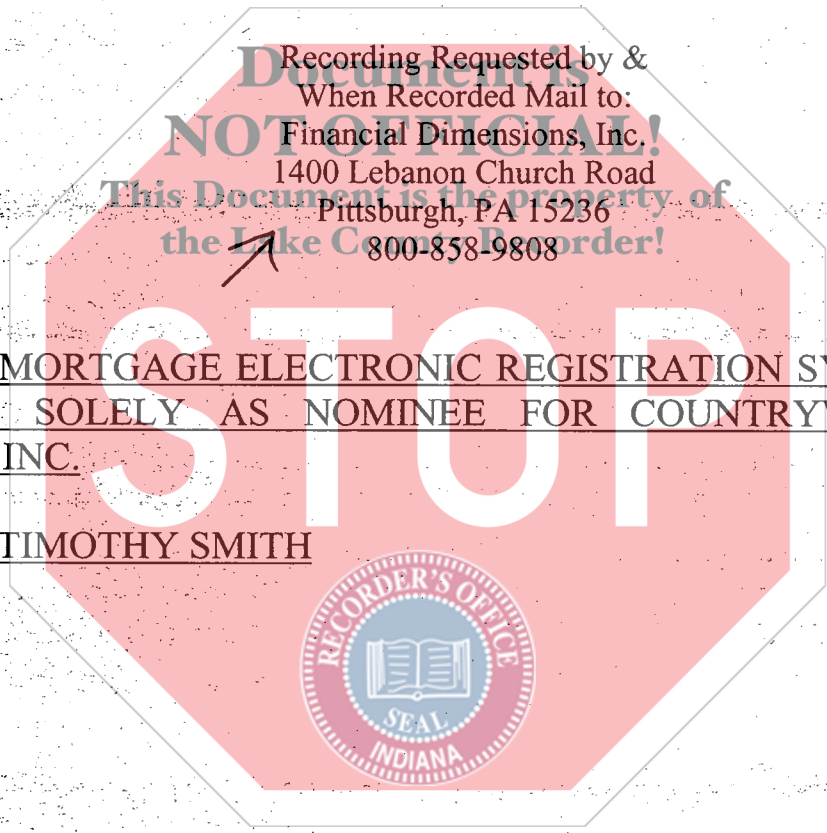 Document is
NOT OFFICIAL!
This Document is the property of
the Lake County Recorder!
Recording Requested by &
When Recorded Mail to:
Financial Dimensions, Inc.
1400 Lebanon Church Road
Pittsburgh, PA 15236
800-858-9808
STOP
MORTGAGE ELECTRONIC REGISTRATION
SOLELY AS NOMINEE FOR
INC.
TIMOTHY SMITH
RECORDER'S OFFICE
SEAL
INDIANA